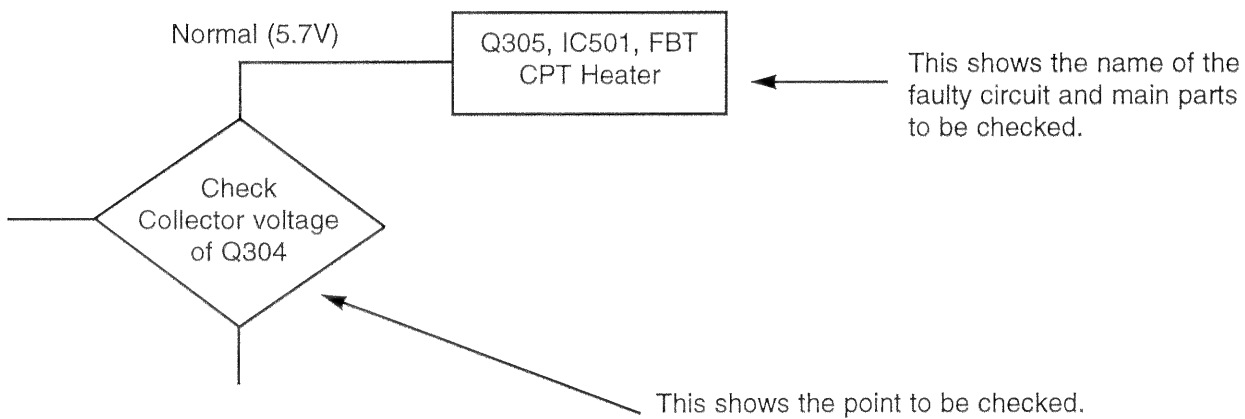 Normal (5.7V)
Q305, IC501, FBT
CPT Heater
This shows the name of the
faulty circuit and main parts
to be checked.
Check
Collector voltage
of Q304
This shows the point to be checked.